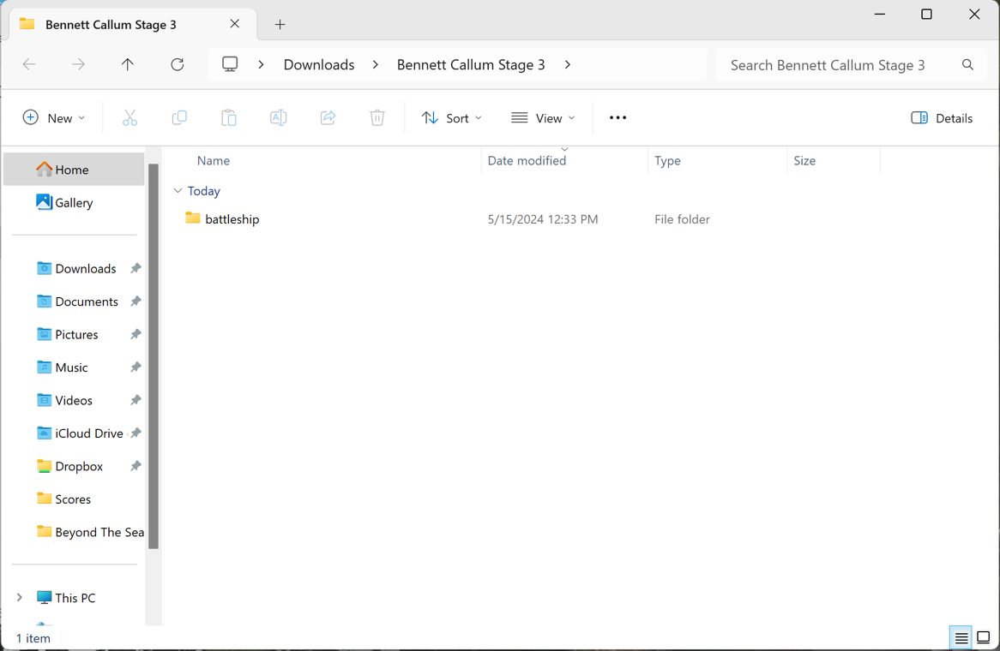 Bennett Callum Stage 3
Downloads > Bennett Callum Stage 3 >
Search Bennett Callum Stage 3
New
Sort
View
Details
Home
Gallery
Downloads
Documents
Pictures
Music
Videos
iCloud Drive
Dropbox
Scores
Beyond The Sea
This PC
Name Date modified Type Size
Today
battleship 5/15/2024 12:33 PM File folder
1 item